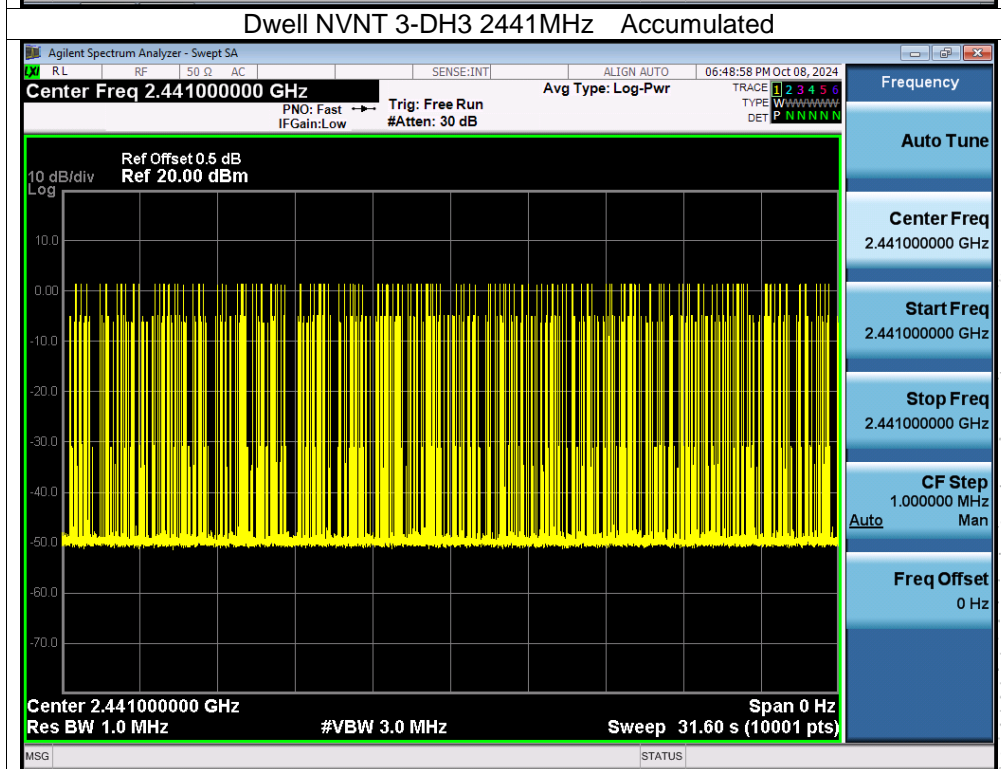 Dwell NVNT 3-DH3 2441MHz Accumulated
Agilent Spectrum Analyzer - Swept SA
LXI RL RF 50 Ω AC SENSE:INT ALIGN AUTO 06:48:58 PM Oct 08, 2024
Center Freq 2.441000000 GHz
PNO: Fast
IFGain:Low
Trig: Free Run
#Atten: 30 dB
Avg Type: Log-Pwr
TRACE 1 2 3 4 5 6
TYPE WWWWWWW
DET P N N N N N
Ref Offset 0.5 dB
10 dB/div Ref 20.00 dBm
Log
10.0
0.00
-10.0
-20.0
-30.0
-40.0
-50.0
-60.0
-70.0
Center 2.441000000 GHz Span 0 Hz
Res BW 1.0 MHz #VBW 3.0 MHz Sweep 31.60 s (10001 pts)
MSG STATUS
Frequency
Auto Tune
Center Freq
2.441000000 GHz
Start Freq
2.441000000 GHz
Stop Freq
2.441000000 GHz
CF Step
1.000000 MHz
Auto Man
Freq Offset
0 Hz